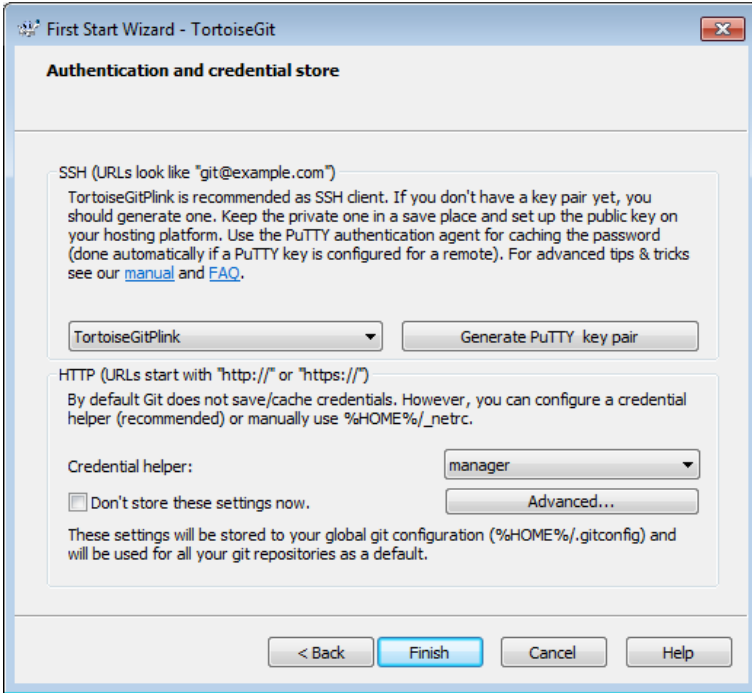 First Start Wizard - TortoiseGit
Authentication and credential store
SSH (URLs look like "git@example.com")
TortoiseGitPlink is recommended as SSH client. If you don't have a key pair yet, you
should generate one. Keep the private one in a save place and set up the public key on
your hosting platform. Use the PuTTY authentication agent for caching the password
(done automatically if a PuTTY key is configured for a remote). For advanced tips & tricks
see our manual and FAQ.
TortoiseGitPlink
Generate PuTTY key pair
HTTP (URLs start with "http://" or "https://")
By default Git does not save/cache credentials. However, you can configure a credential
helper (recommended) or manually use %HOME%/_netrc.
Credential helper:
manager
Don't store these settings now.
Advanced...
These settings will be stored to your global git configuration (%HOME%/.gitconfig) and
will be used for all your git repositories as a default.
< Back
Finish
Cancel
Help